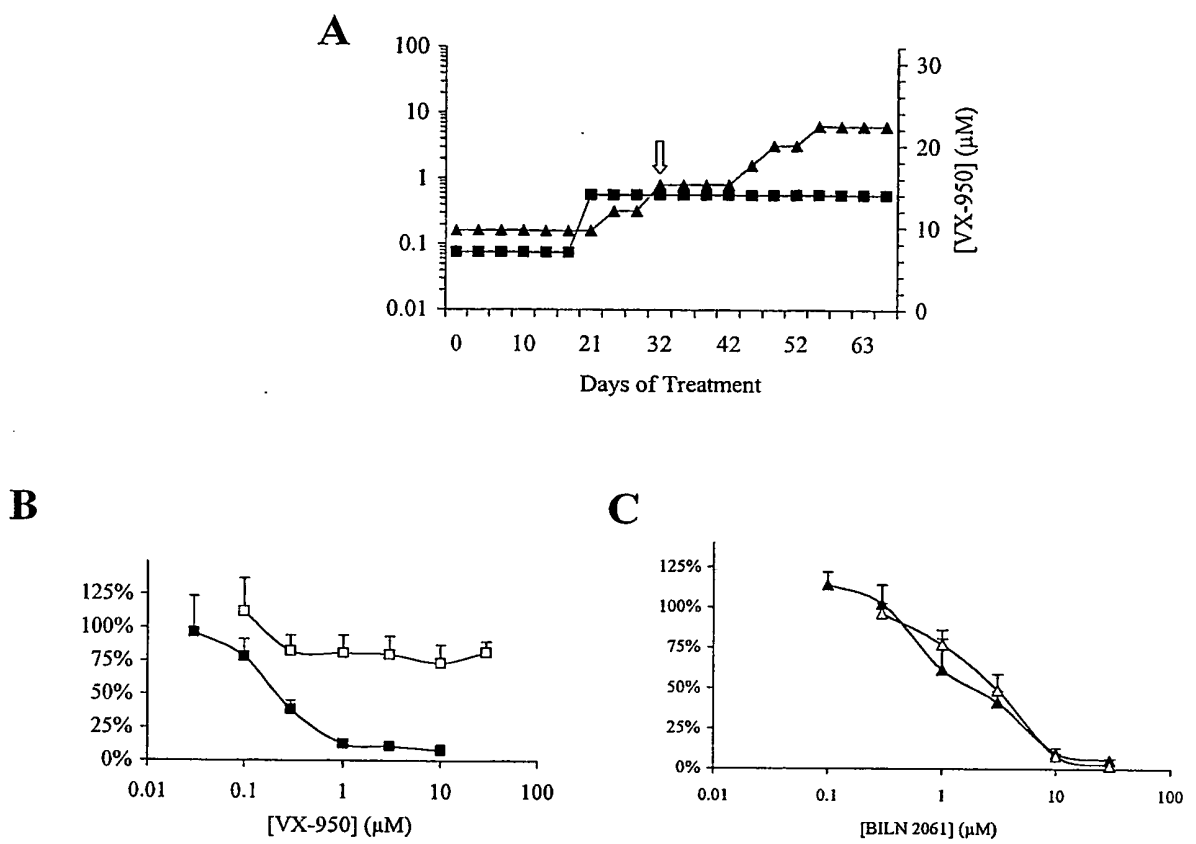 A
100
10
1
0.1
0.01
30
20
10
0
[VX-950] (µM)
0 10 21 32 42 52 63
Days of Treatment
B
125%
100%
75%
50%
25%
0%
0.01 0.1 1 10 100
[VX-950] (µM)
C
125%
100%
75%
50%
25%
0%
0.01 0.1 1 10 100
[BILN 2061] (µM)